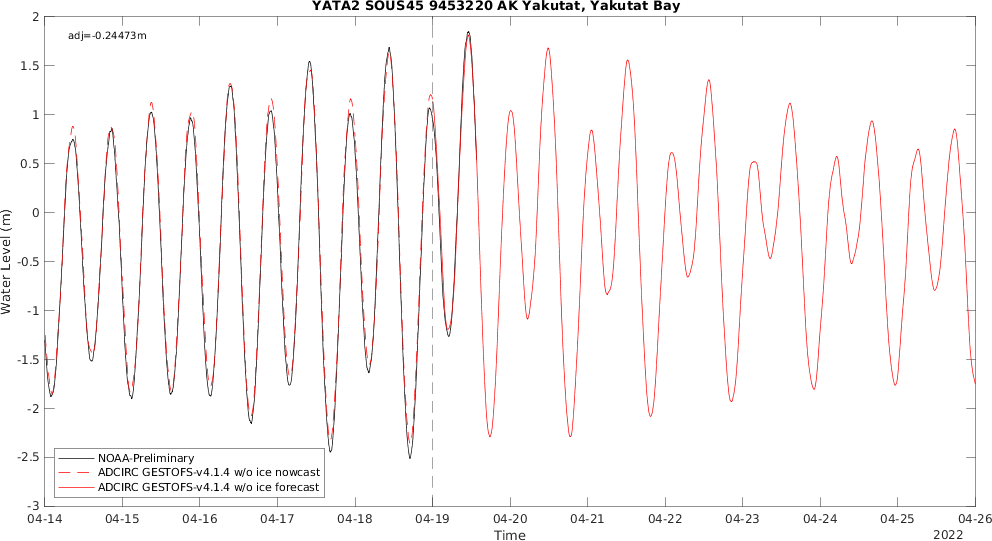 YATA2 SOUS45 9453220 AK Yakutat, Yakutat Bay
adj=-0.24473m
2
1.5
1
0.5
0
-0.5
-1
-1.5
-2
-2.5
-3
Water Level (m)
NOAA-Preliminary
ADCIRC GESTOFS-v4.1.4 w/o ice nowcast
ADCIRC GESTOFS-v4.1.4 w/o ice forecast
04-14 04-15 04-16 04-17 04-18 04-19 04-20 04-21 04-22 04-23 04-24 04-25 04-26
Time
2022